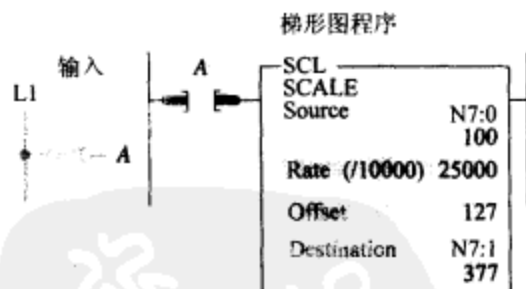 梯形图程序
输入
A
L1
A
SCL
SCALE
Source N7:0
100
Rate (/10000) 25000
Offset 127
Destination N7:1
377